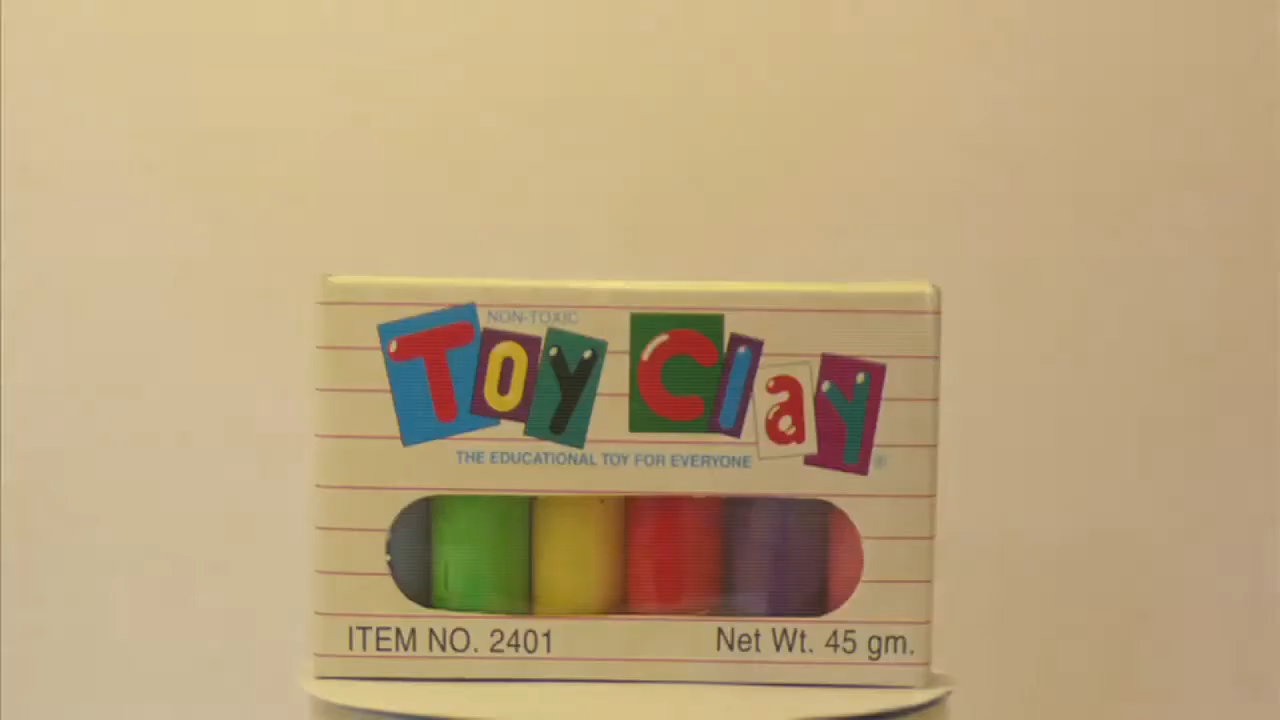 NON-TOXIC
Toy Clay
THE EDUCATIONAL TOY FOR EVERYONE ®
ITEM NO. 2401
Net Wt. 45 gm.